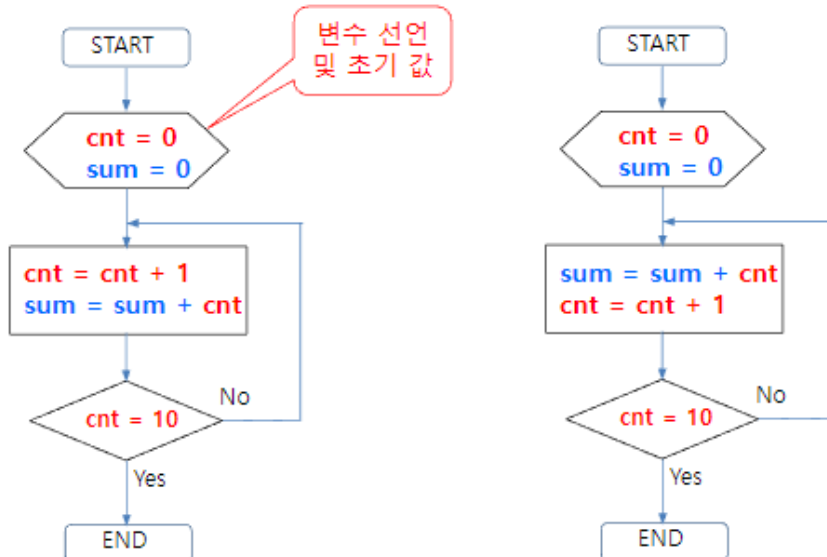 START
변수 선언
및 초기 값
cnt = 0
sum = 0
cnt = cnt + 1
sum = sum + cnt
No
cnt = 10
Yes
END
START
cnt = 0
sum = 0
sum = sum + cnt
cnt = cnt + 1
No
cnt = 10
Yes
END